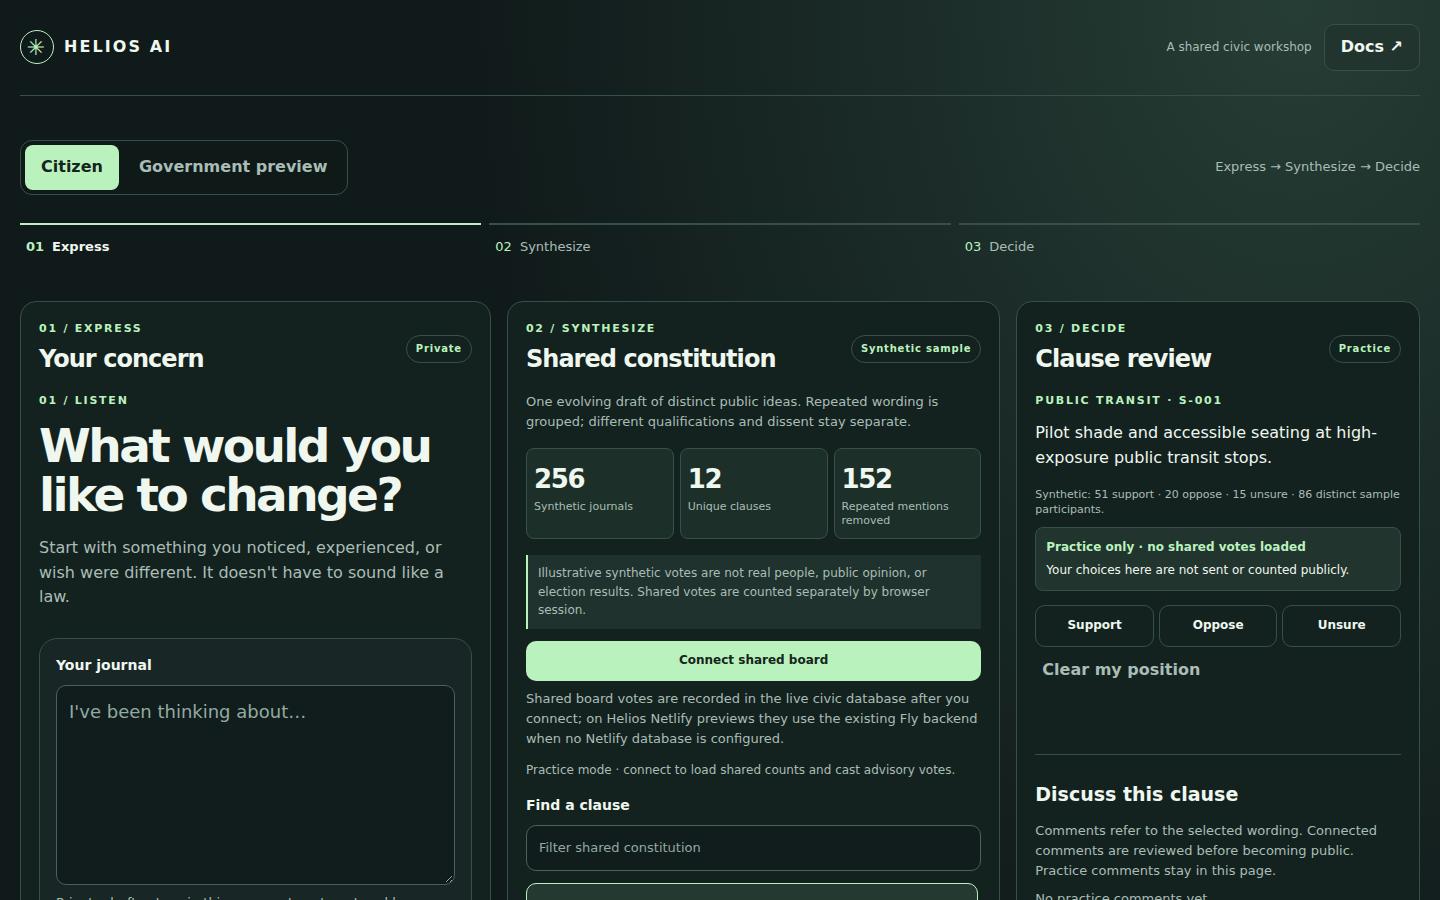 HELIOS AI
A shared civic workshop
Docs ↗
Citizen
Government preview
Express → Synthesize → Decide
01 Express
02 Synthesize
03 Decide
01 / EXPRESS
Your concern
Private
01 / LISTEN
What would you
like to change?
Start with something you noticed, experienced, or
wish were different. It doesn't have to sound like a
law.
Your journal
I've been thinking about...
02 / SYNTHESIZE
Shared constitution
Synthetic sample
One evolving draft of distinct public ideas. Repeated wording is
grouped; different qualifications and dissent stay separate.
256
Synthetic journals
12
Unique clauses
152
Repeated mentions
removed
Illustrative synthetic votes are not real people, public opinion, or
election results. Shared votes are counted separately by browser
session.
Connect shared board
Shared board votes are recorded in the live civic database after you
connect; on Helios Netlify previews they use the existing Fly backend
when no Netlify database is configured.
Practice mode · connect to load shared counts and cast advisory votes.
Find a clause
Filter shared constitution
03 / DECIDE
Clause review
Practice
PUBLIC TRANSIT · S-001
Pilot shade and accessible seating at high-
exposure public transit stops.
Synthetic: 51 support · 20 oppose · 15 unsure · 86 distinct sample
participants.
Practice only · no shared votes loaded
Your choices here are not sent or counted publicly.
Support
Oppose
Unsure
Clear my position
Discuss this clause
Comments refer to the selected wording. Connected
comments are reviewed before becoming public.
Practice comments stay in this page.
No practice comments yet